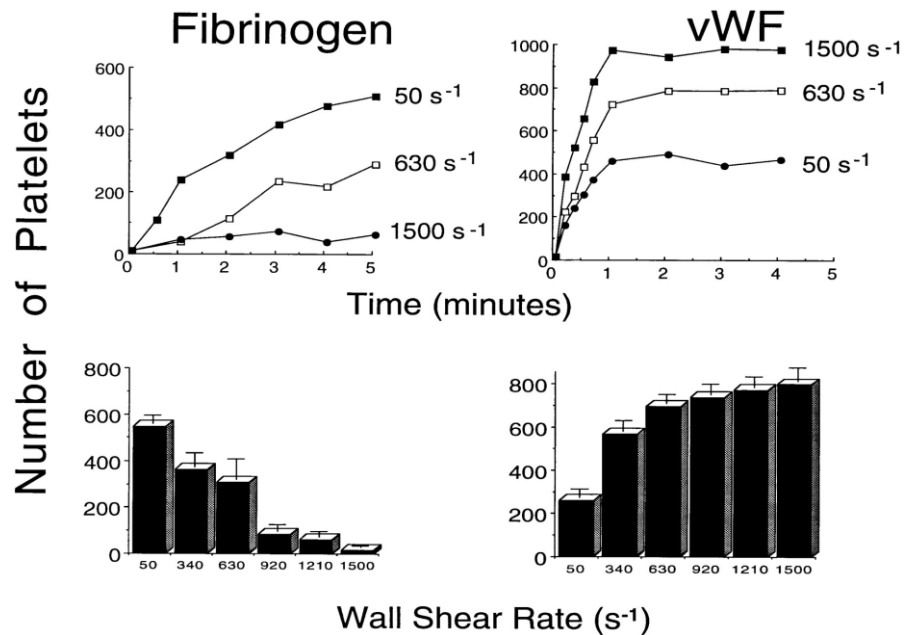 Fibrinogen
vWF
Number of Platelets
600
400
200
0
0 1 2 3 4 5
50 s⁻¹
630 s⁻¹
1500 s⁻¹
1000
800
600
400
200
0
0 1 2 3 4 5
1500 s⁻¹
630 s⁻¹
50 s⁻¹
Time (minutes)
800
600
400
200
0
50 340 630 920 1210 1500
800
600
400
200
0
50 340 630 920 1210 1500
Wall Shear Rate (s⁻¹)